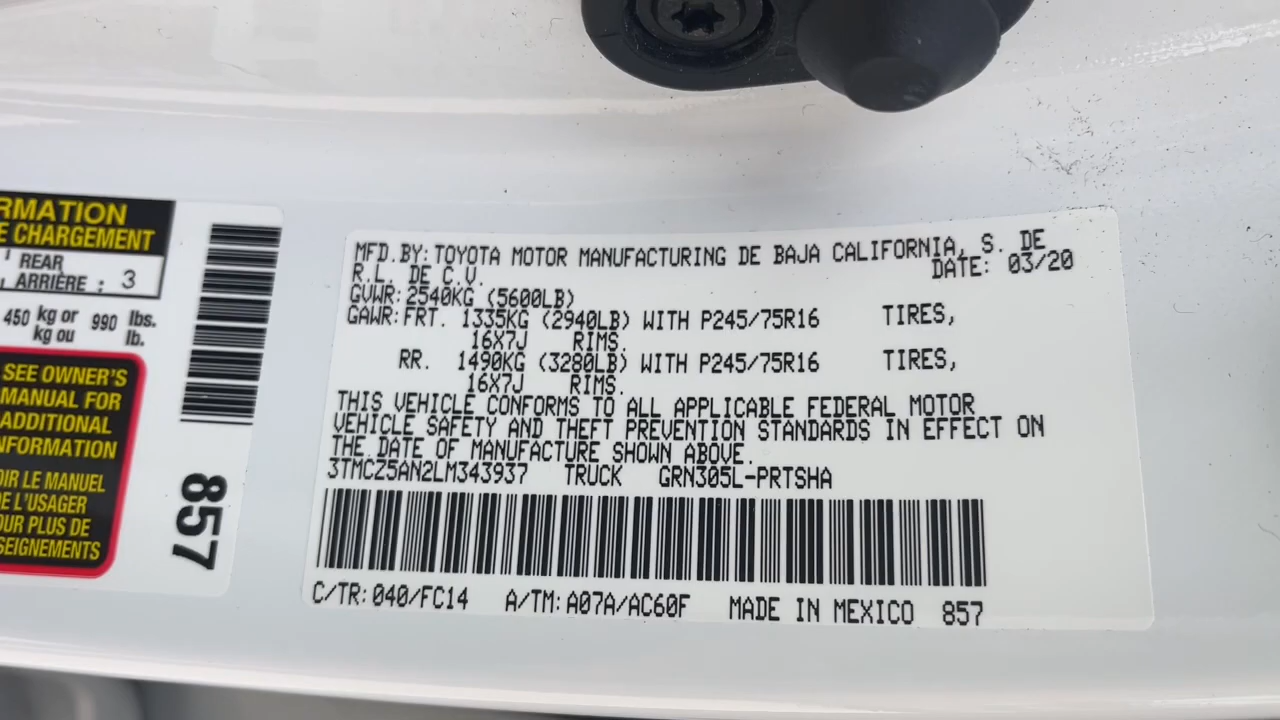 RMATION
E CHARGEMENT
REAR
ARRIÈRE : 3
450 kg or 990 lbs.
kg ou lb.
SEE OWNER'S
MANUAL FOR
ADDITIONAL
NFORMATION
OIR LE MANUEL
DE L'USAGER
OUR PLUS DE
SEIGNEMENTS
857
MFD.BY:TOYOTA MOTOR MANUFACTURING DE BAJA CALIFORNIA, S. DE
R.L. DE C.V. DATE: 03/20
GVWR:2540KG (5600LB)
GAWR:FRT. 1335KG (2940LB) WITH P245/75R16 TIRES,
16X7J RIMS.
RR. 1490KG (3280LB) WITH P245/75R16 TIRES,
16X7J RIMS.
THIS VEHICLE CONFORMS TO ALL APPLICABLE FEDERAL MOTOR
VEHICLE SAFETY AND THEFT PREVENTION STANDARDS IN EFFECT ON
THE DATE OF MANUFACTURE SHOWN ABOVE.
3TMCZ5AN2LM343937 TRUCK GRN305L-PRTSHA
C/TR:040/FC14 A/TM:A07A/AC60F MADE IN MEXICO 857